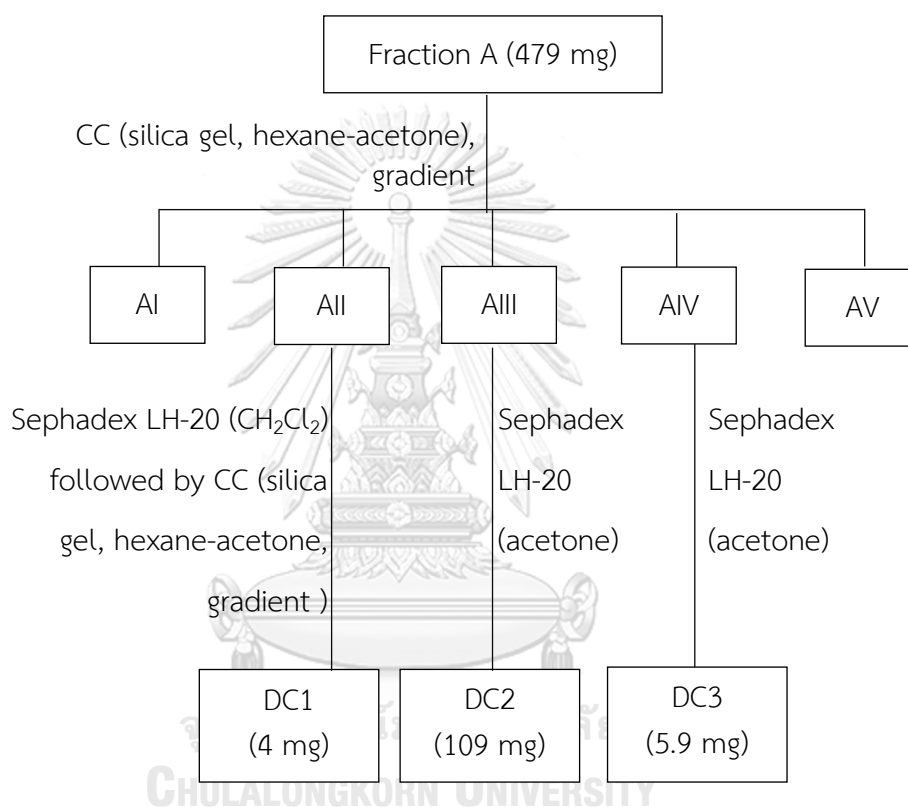 Fraction A (479 mg)
CC (silica gel, hexane-acetone),
gradient
AI
AII
AIII
AIV
AV
Sephadex LH-20 (CH₂Cl₂)
followed by CC (silica
gel, hexane-acetone,
gradient )
Sephadex
LH-20
(acetone)
Sephadex
LH-20
(acetone)
DC1
(4 mg)
DC2
(109 mg)
DC3
(5.9 mg)
CHULALONGKORN UNIVERSITY